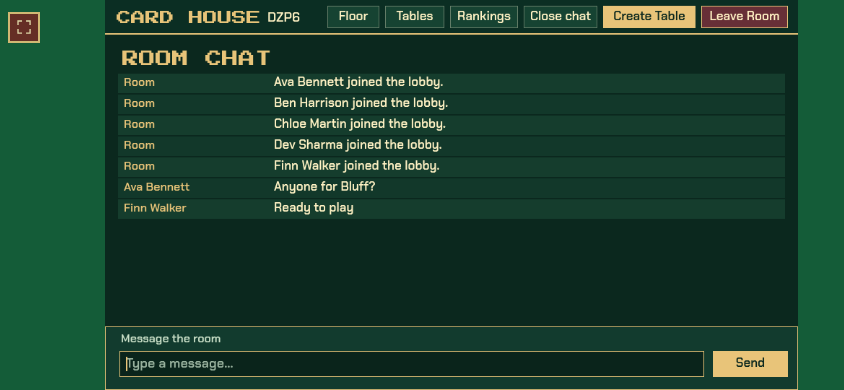 CARD HOUSE DZP6 Floor Tables Rankings Close chat Create Table Leave Room
ROOM CHAT
Room Ava Bennett joined the lobby.
Room Ben Harrison joined the lobby.
Room Chloe Martin joined the lobby.
Room Dev Sharma joined the lobby.
Room Finn Walker joined the lobby.
Ava Bennett Anyone for Bluff?
Finn Walker Ready to play
Message the room
Type a message... Send